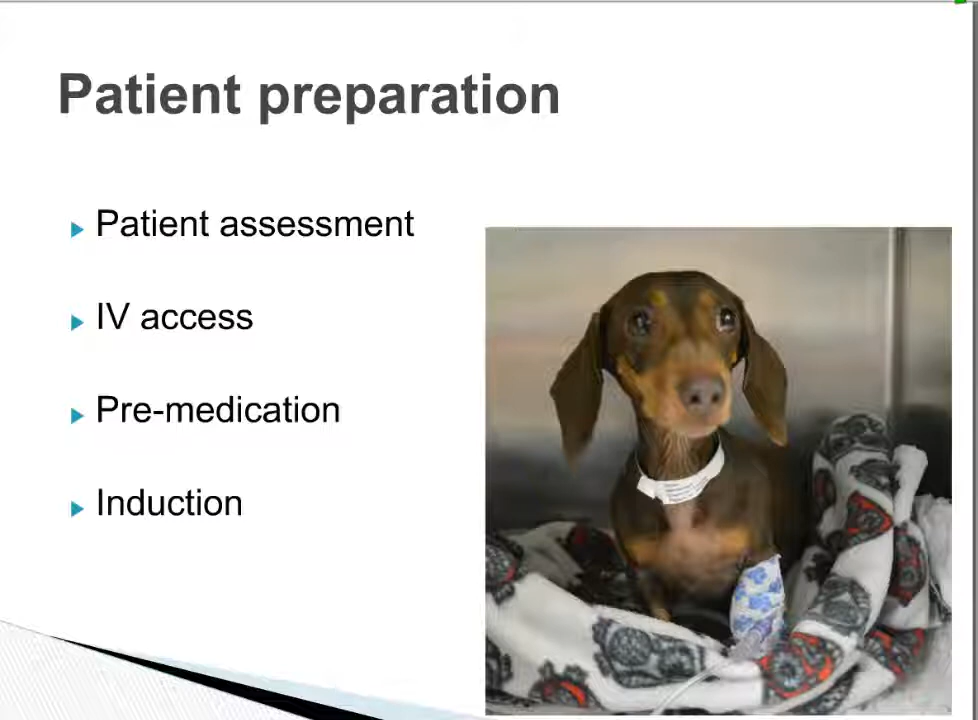 Patient preparation
Patient assessment
IV access
Pre-medication
Induction